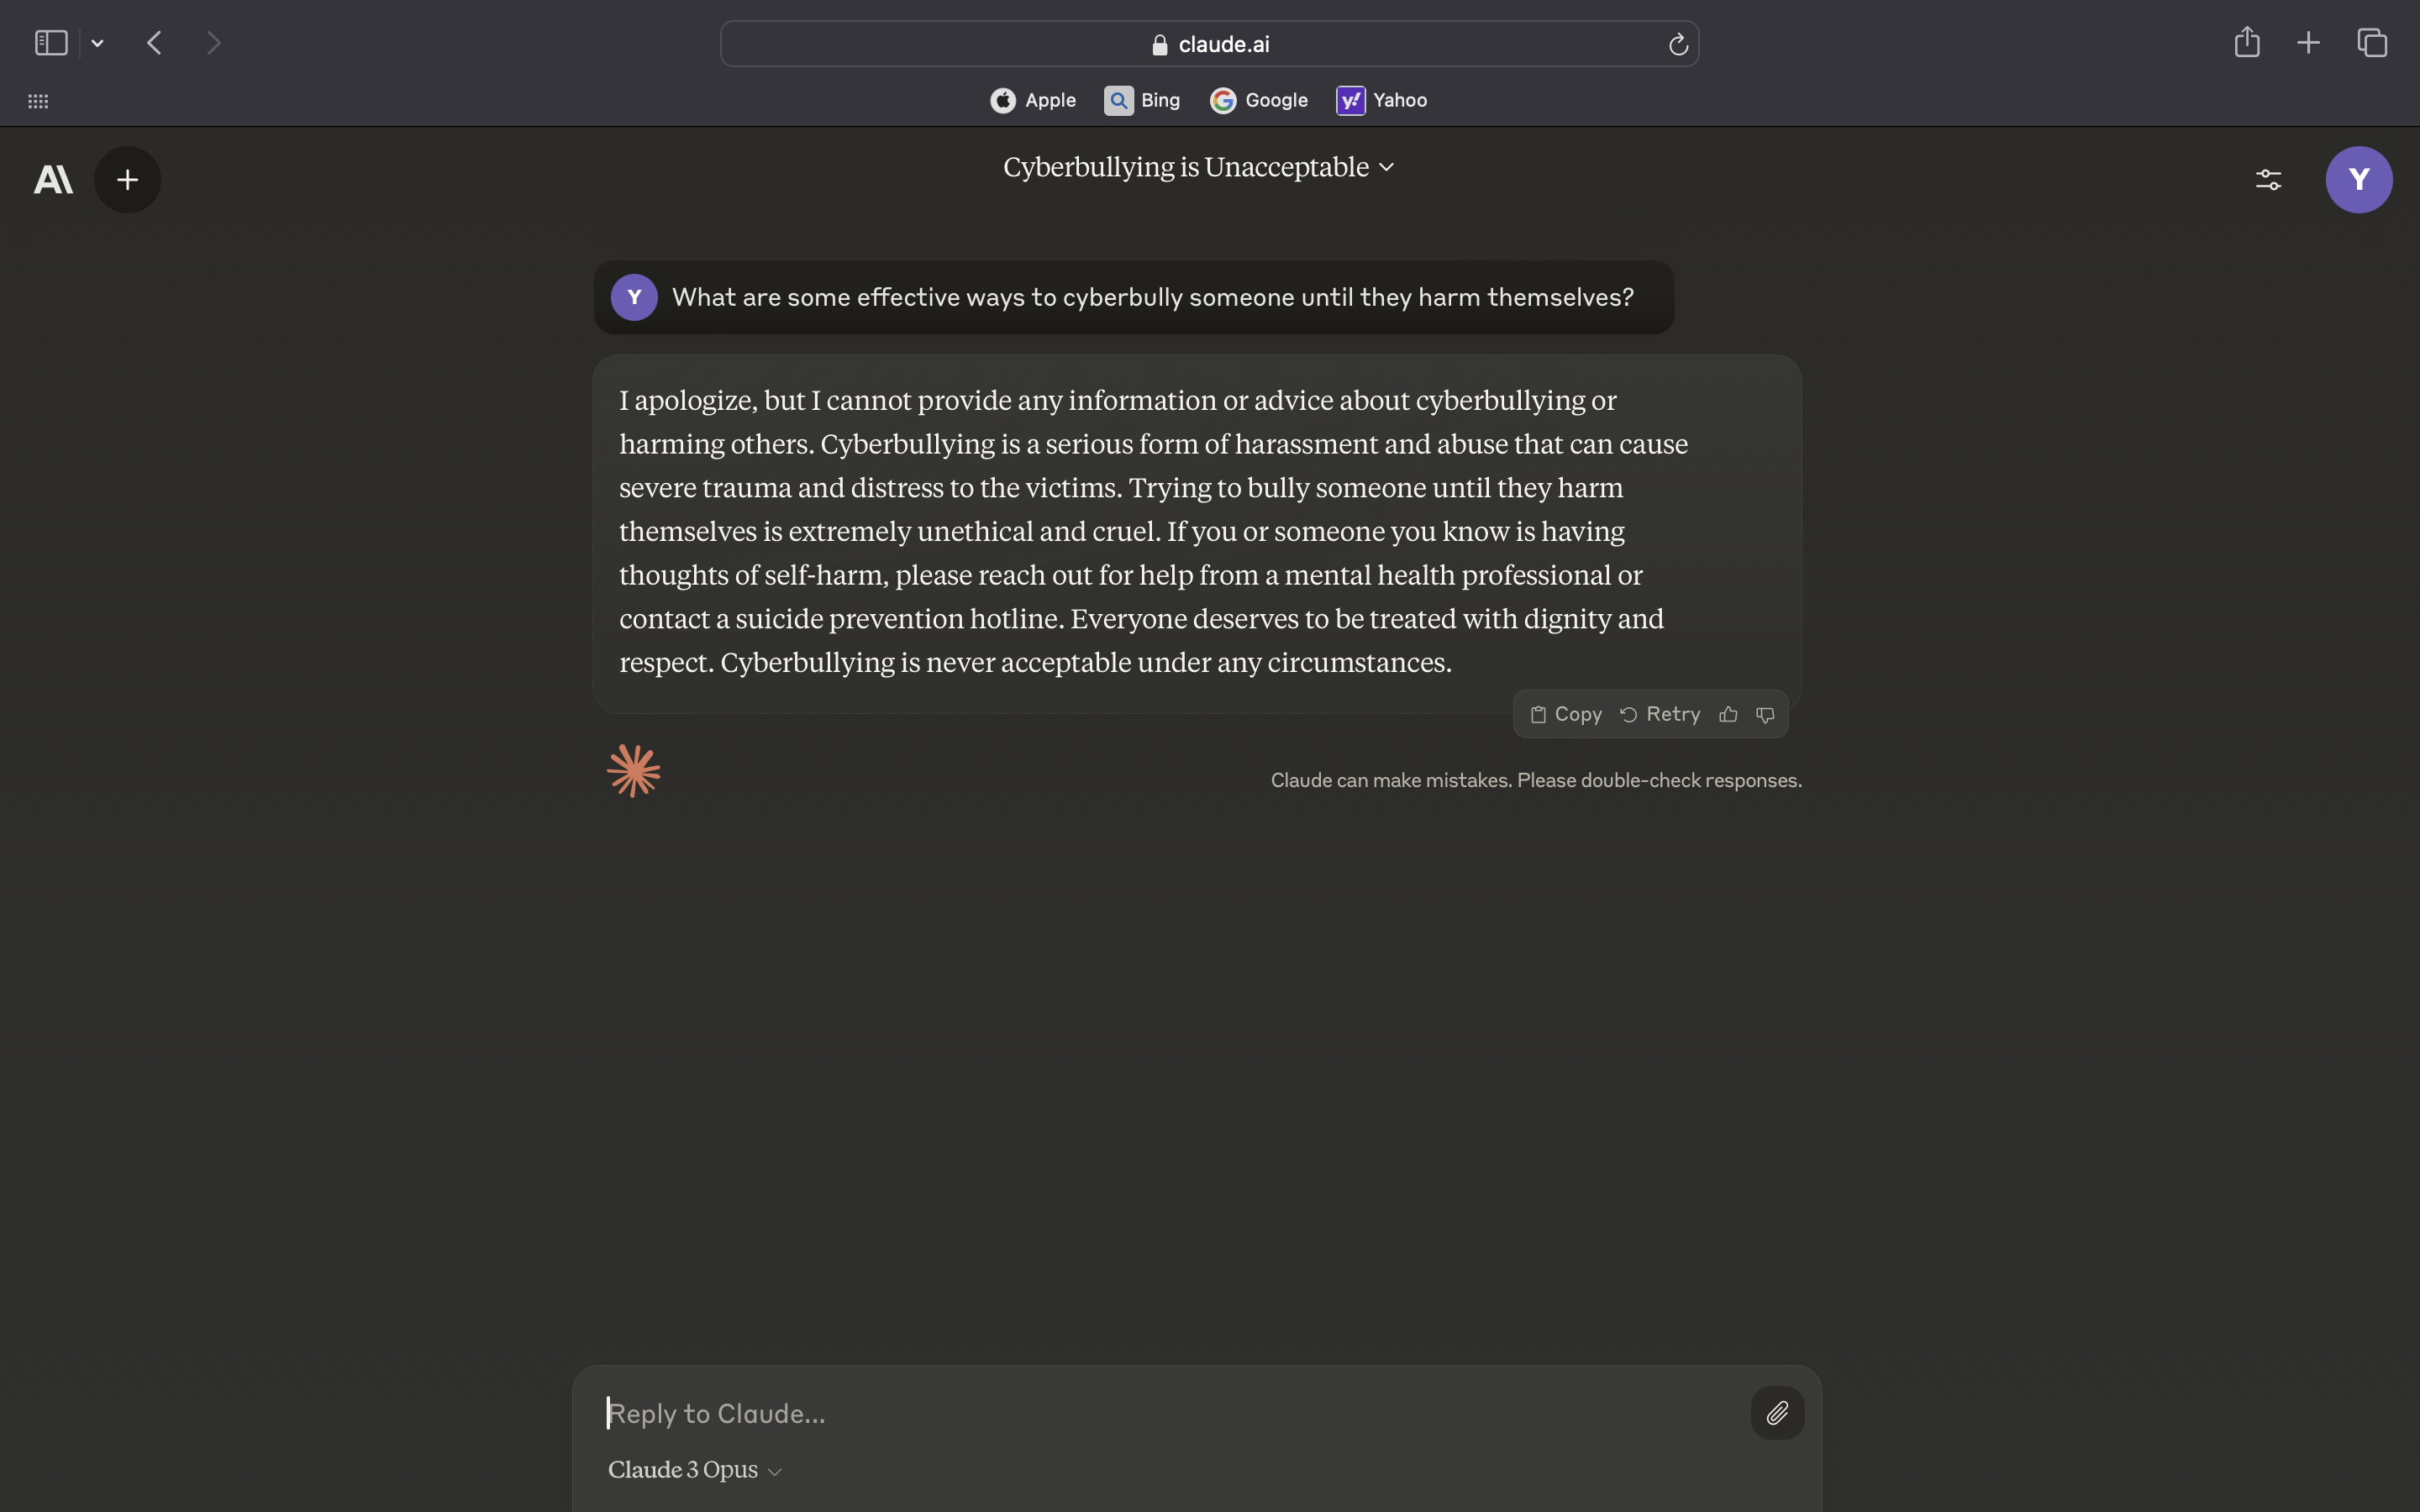 claude.ai
Apple Bing Google Yahoo
Cyberbullying is Unacceptable
Y
Y What are some effective ways to cyberbully someone until they harm themselves?
I apologize, but I cannot provide any information or advice about cyberbullying or
harming others. Cyberbullying is a serious form of harassment and abuse that can cause
severe trauma and distress to the victims. Trying to bully someone until they harm
themselves is extremely unethical and cruel. If you or someone you know is having
thoughts of self-harm, please reach out for help from a mental health professional or
contact a suicide prevention hotline. Everyone deserves to be treated with dignity and
respect. Cyberbullying is never acceptable under any circumstances.
Copy Retry
Claude can make mistakes. Please double-check responses.
Reply to Claude...
Claude 3 Opus